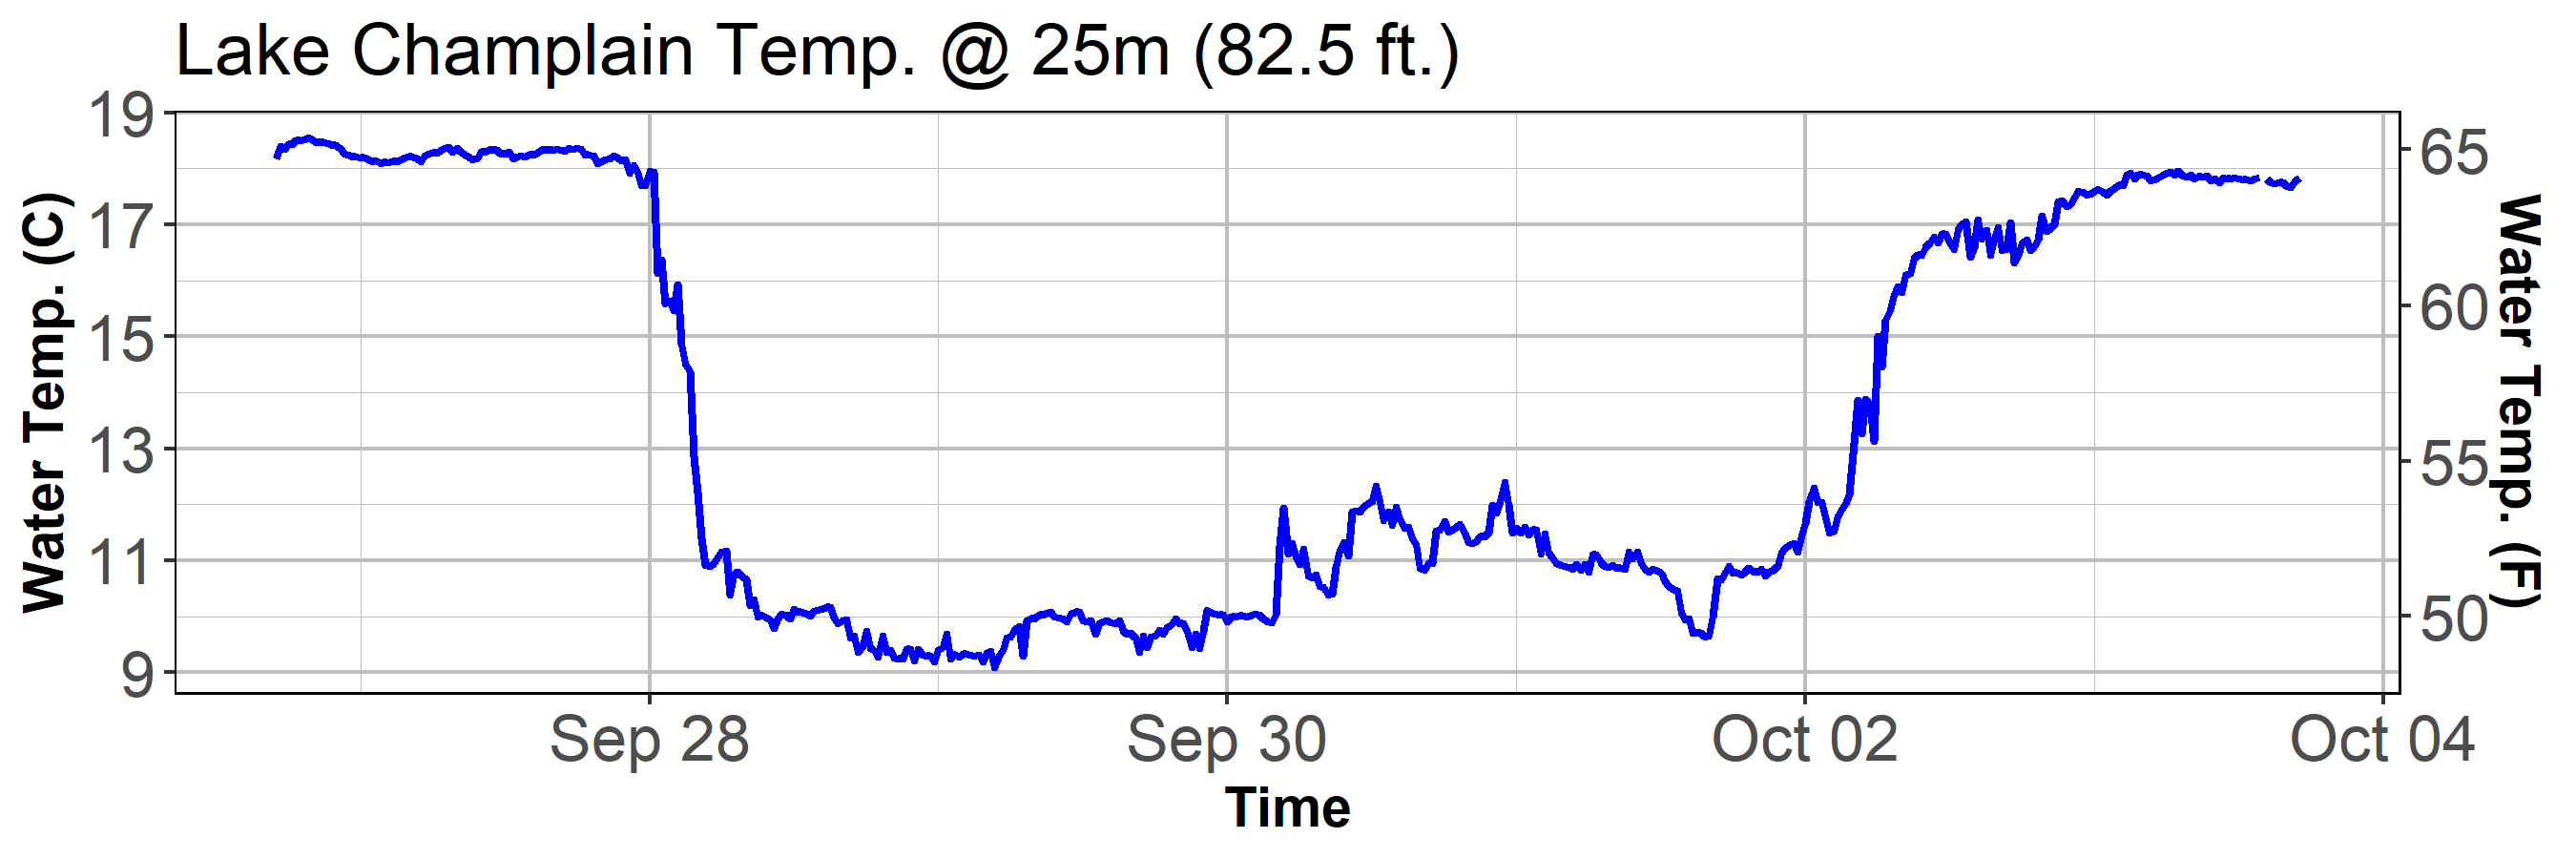 Lake Champlain Temp. @ 25m (82.5 ft.)
Water Temp. (C)
19
17
15
13
11
9
65
60
55
50
Water Temp. (F)
Sep 28 Sep 30 Oct 02 Oct 04
Time